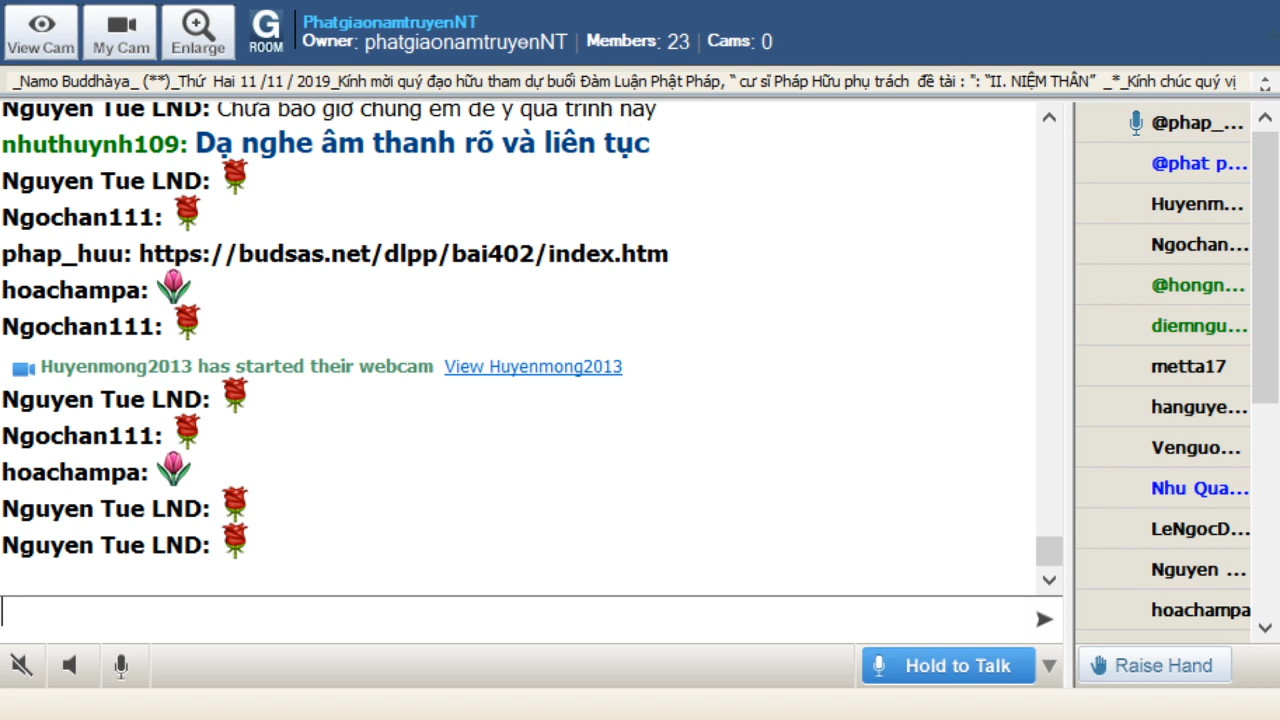 View Cam
My Cam
Enlarge
G
ROOM
PhatgiaonamtruyenNT
Owner: phatgiaonamtruyenNT | Members: 23 | Cams: 0
_Namo Buddhàya_ (**)_Thứ Hai 11 /11 / 2019_Kính mời quý đạo hữu tham dự buổi Đàm Luận Phật Pháp, “ cư sĩ Pháp Hữu phụ trách đề tài : ": “II. NIỆM THÂN” _*_Kính chúc quý vị
Nguyen Tue LND: Chưa bao giờ chúng em để ý quá trình này
nhuthuynh109: Dạ nghe âm thanh rõ và liên tục
Nguyen Tue LND:
Ngochan111:
phap_huu: https://budsas.net/dlpp/bai402/index.htm
hoachampa:
Ngochan111:
Huyenmong2013 has started their webcam View Huyenmong2013
Nguyen Tue LND:
Ngochan111:
hoachampa:
Nguyen Tue LND:
Nguyen Tue LND:
@phap_...
@phat p...
Huyenm...
Ngochan...
@hongn...
diemngu...
metta17
hanguye...
Venguo...
Nhu Qua...
LeNgocD...
Nguyen ...
hoachampa
Hold to Talk
Raise Hand